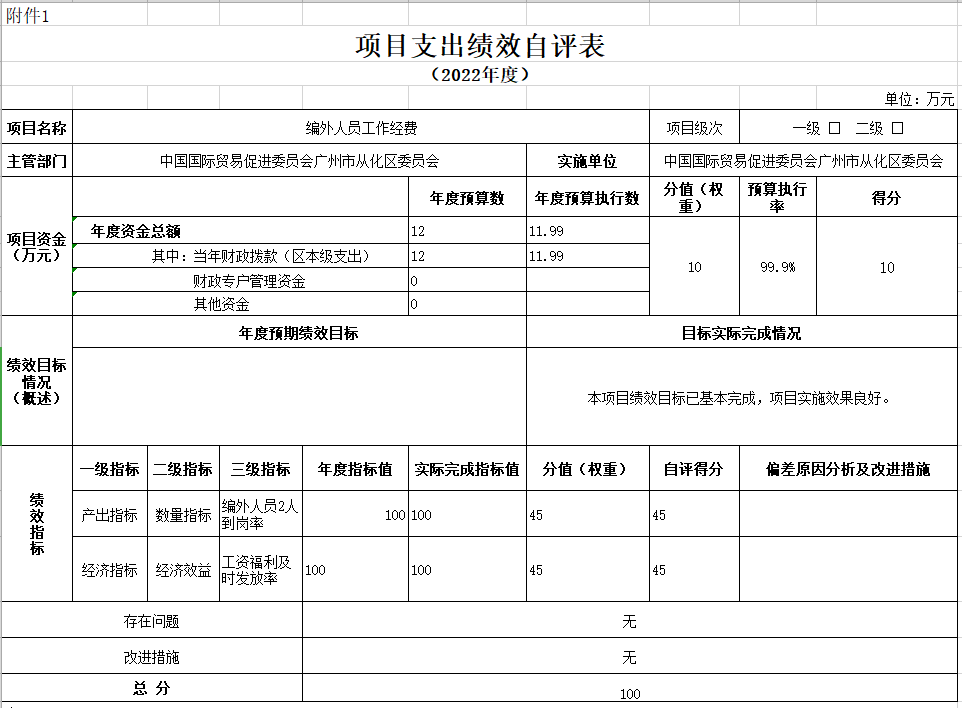 附件1
项目支出绩效自评表
（2022年度）
单位：万元
项目名称 编外人员工作经费 项目级次 一级 □ 二级 □
主管部门 中国国际贸易促进委员会广州市从化区委员会 实施单位 中国国际贸易促进委员会广州市从化区委员会
项目资金
（万元）
年度预算数 年度预算执行数 分值（权
重） 预算执行
率 得分
年度资金总额 12 11.99
其中：当年财政拨款（区本级支出） 12 11.99
10 99.9% 10
财政专户管理资金 0
其他资金 0
绩效目标
情况
（概述）
年度预期绩效目标 目标实际完成情况
本项目绩效目标已基本完成，项目实施效果良好。
绩
效
指
标
一级指标 二级指标 三级指标 年度指标值 实际完成指标值 分值（权重） 自评得分 偏差原因分析及改进措施
产出指标 数量指标 编外人员2人
到岗率 100 100 45 45
经济指标 经济效益 工资福利及
时发放率 100 100 45 45
存在问题 无
改进措施 无
总 分 100